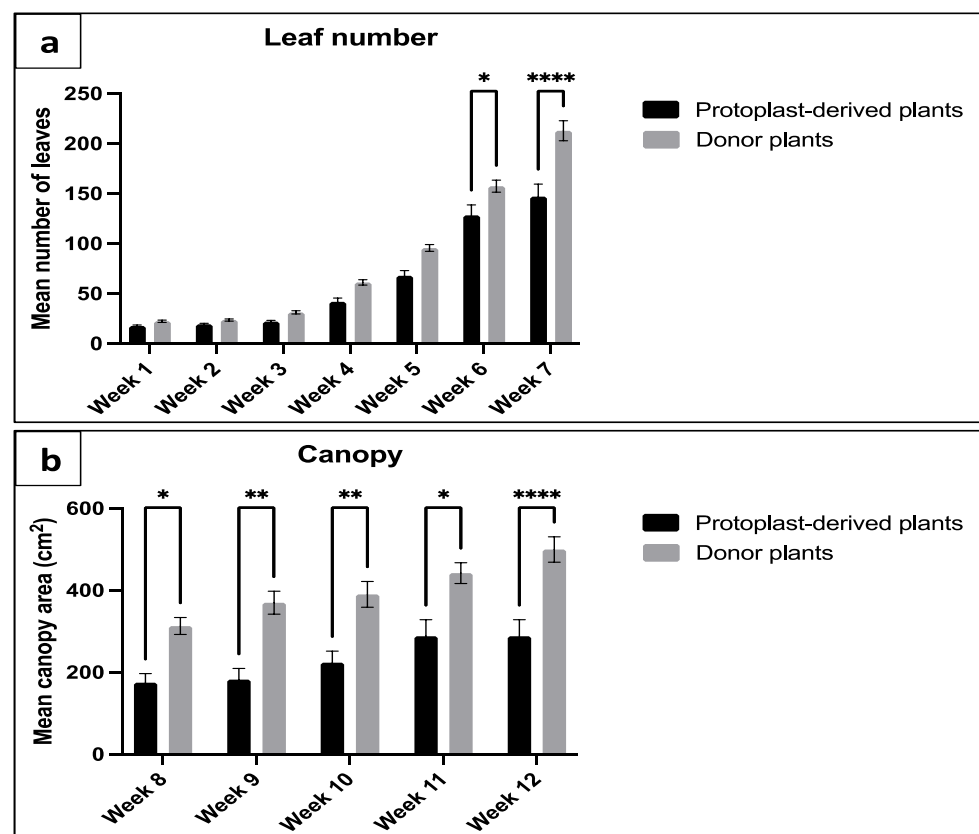 a
Leaf number
Mean number of leaves
250
200
150
100
50
0
* ****
Week 1 Week 2 Week 3 Week 4 Week 5 Week 6 Week 7
Protoplast-derived plants
Donor plants
b
Canopy
Mean canopy area (cm²)
600
400
200
0
* ** ** * ****
Week 8 Week 9 Week 10 Week 11 Week 12
Protoplast-derived plants
Donor plants